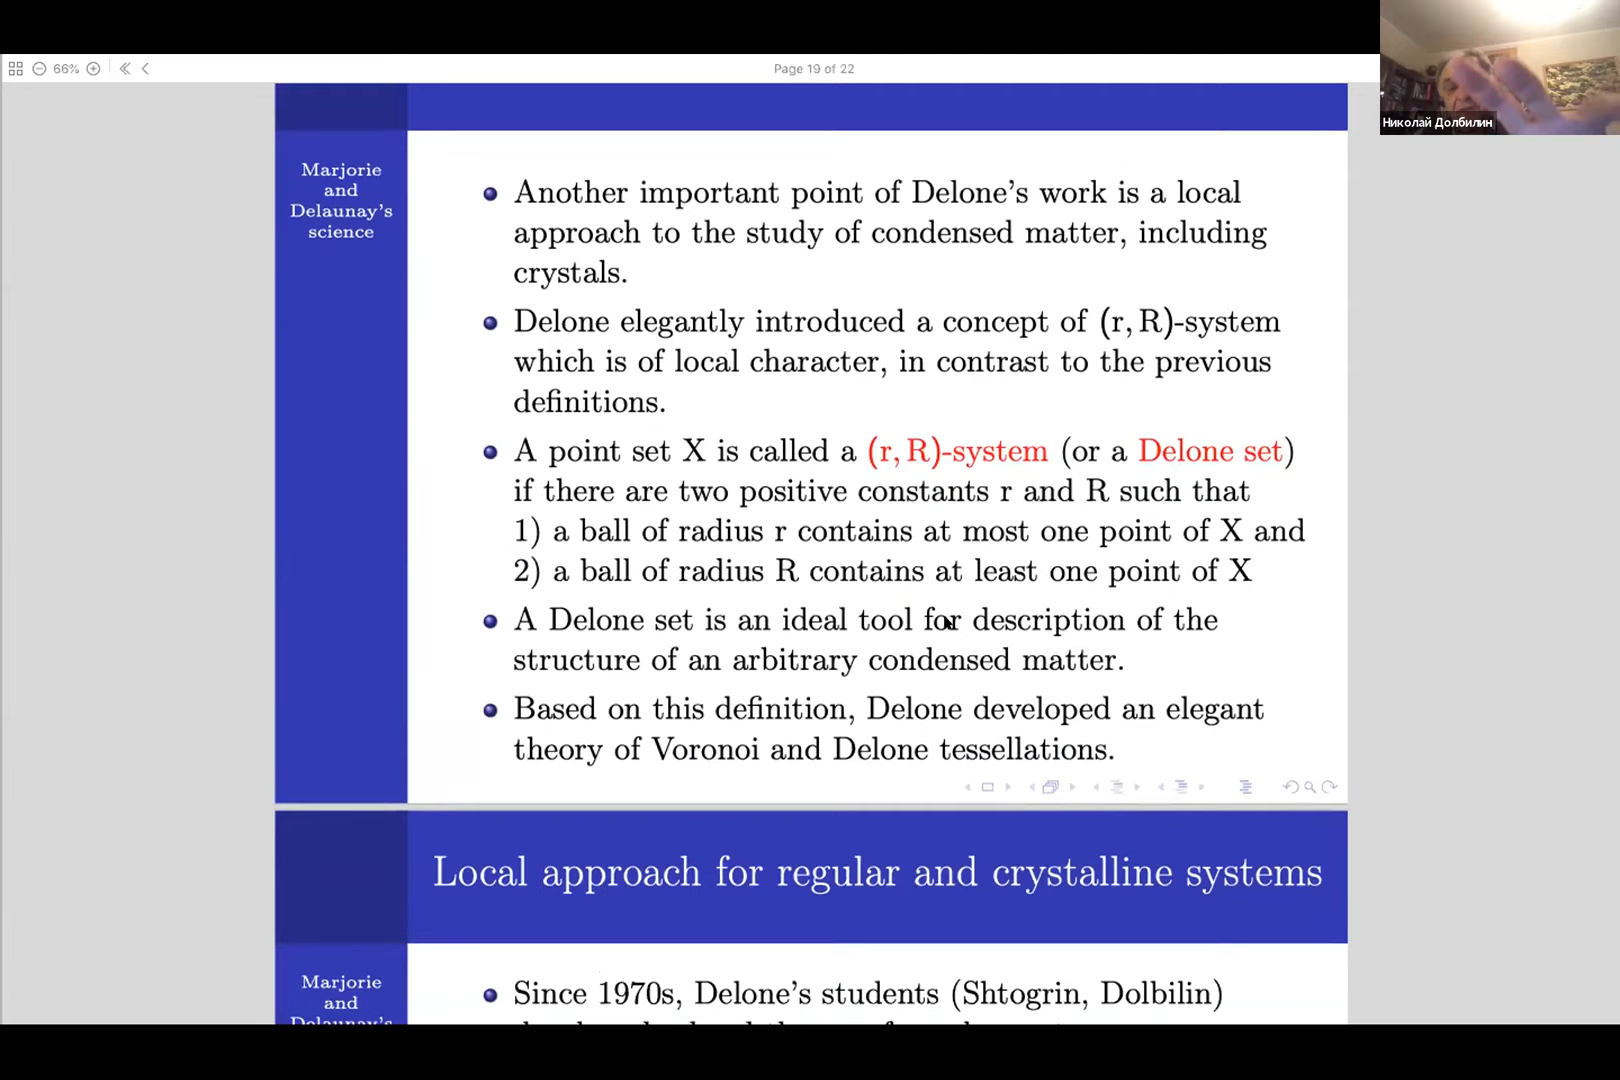 66%
Page 19 of 22
Николай Долбилин
Marjorie
and
Delaunay's
science
Another important point of Delone's work is a local
approach to the study of condensed matter, including
crystals.
Delone elegantly introduced a concept of (r, R)-system
which is of local character, in contrast to the previous
definitions.
A point set X is called a (r, R)-system (or a Delone set)
if there are two positive constants r and R such that
1) a ball of radius r contains at most one point of X and
2) a ball of radius R contains at least one point of X
A Delone set is an ideal tool for description of the
structure of an arbitrary condensed matter.
Based on this definition, Delone developed an elegant
theory of Voronoi and Delone tessellations.
Local approach for regular and crystalline systems
Marjorie
and
Delaunay's
Since 1970s, Delone's students (Shtogrin, Dolbilin)